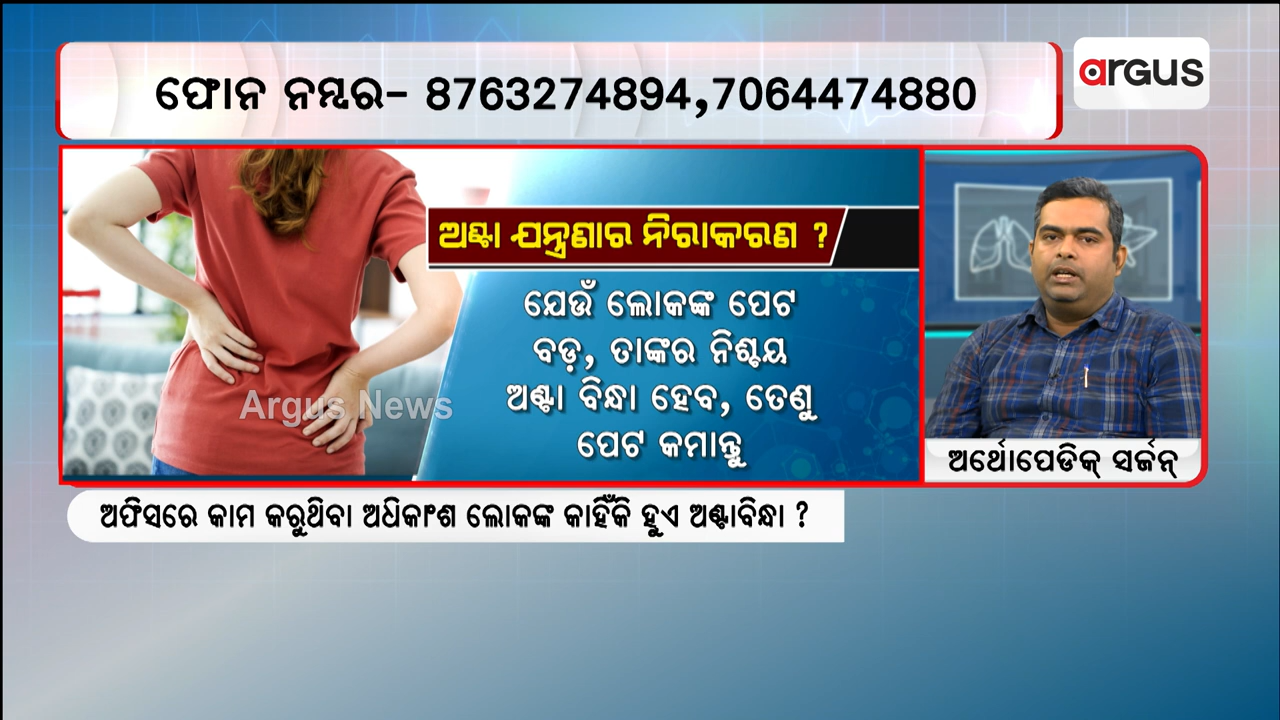 ଫୋନ ନମ୍ବର- 8763274894,7064474880
argus
ଅଣ୍ଟା ଯନ୍ତ୍ରଣାର ନିରାକରଣ ?
ଯେଉଁ ଲୋକଙ୍କ ପେଟ
ବଡ଼, ତାଙ୍କର ନିଶ୍ଚୟ
ଅଣ୍ଟା ବିନ୍ଧା ହେବ, ତେଣୁ
ପେଟ କମାନ୍ତୁ
Argus News
ଅର୍ଥୋପେଡିକ୍ ସର୍ଜନ୍
ଅଫିସରେ କାମ କରୁଥିବା ଅଧିକାଂଶ ଲୋକଙ୍କ କାହିଁକି ହୁଏ ଅଣ୍ଟାବିନ୍ଧା ?